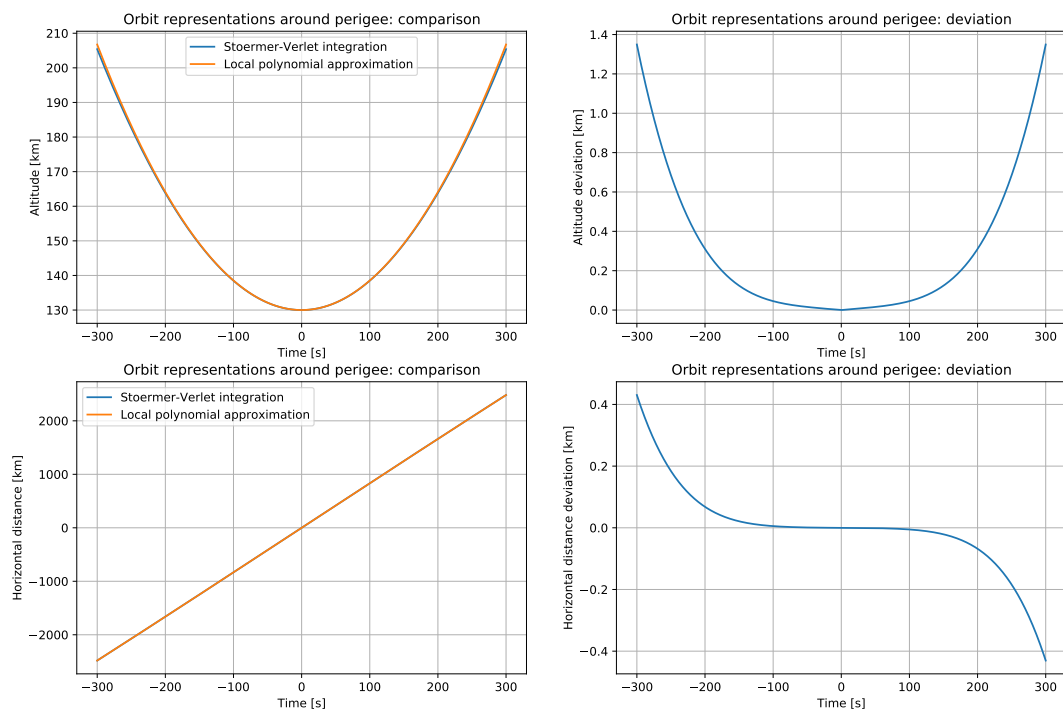 Orbit representations around perigee: comparison
210
200
190
180
170
160
150
140
130
Altitude [km]
Stoermer-Verlet integration
Local polynomial approximation
−300 −200 −100 0 100 200 300
Time [s]
Orbit representations around perigee: deviation
1.4
1.2
1.0
0.8
0.6
0.4
0.2
0.0
Altitude deviation [km]
−300 −200 −100 0 100 200 300
Time [s]
Orbit representations around perigee: comparison
2000
1000
0
−1000
−2000
Horizontal distance [km]
Stoermer-Verlet integration
Local polynomial approximation
−300 −200 −100 0 100 200 300
Time [s]
Orbit representations around perigee: deviation
0.4
0.2
0.0
−0.2
−0.4
Horizontal distance deviation [km]
−300 −200 −100 0 100 200 300
Time [s]